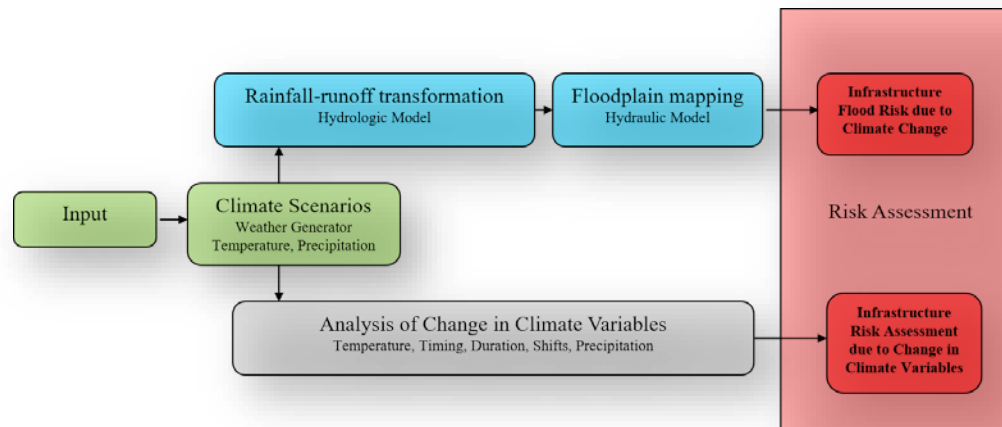 Rainfall-runoff transformation
Hydrologic Model
Floodplain mapping
Hydraulic Model
Infrastructure
Flood Risk due to
Climate Change
Input
Climate Scenarios
Weather Generator
Temperature, Precipitation
Risk Assessment
Analysis of Change in Climate Variables
Temperature, Timing, Duration, Shifts, Precipitation
Infrastructure
Risk Assessment
due to Change in
Climate Variables